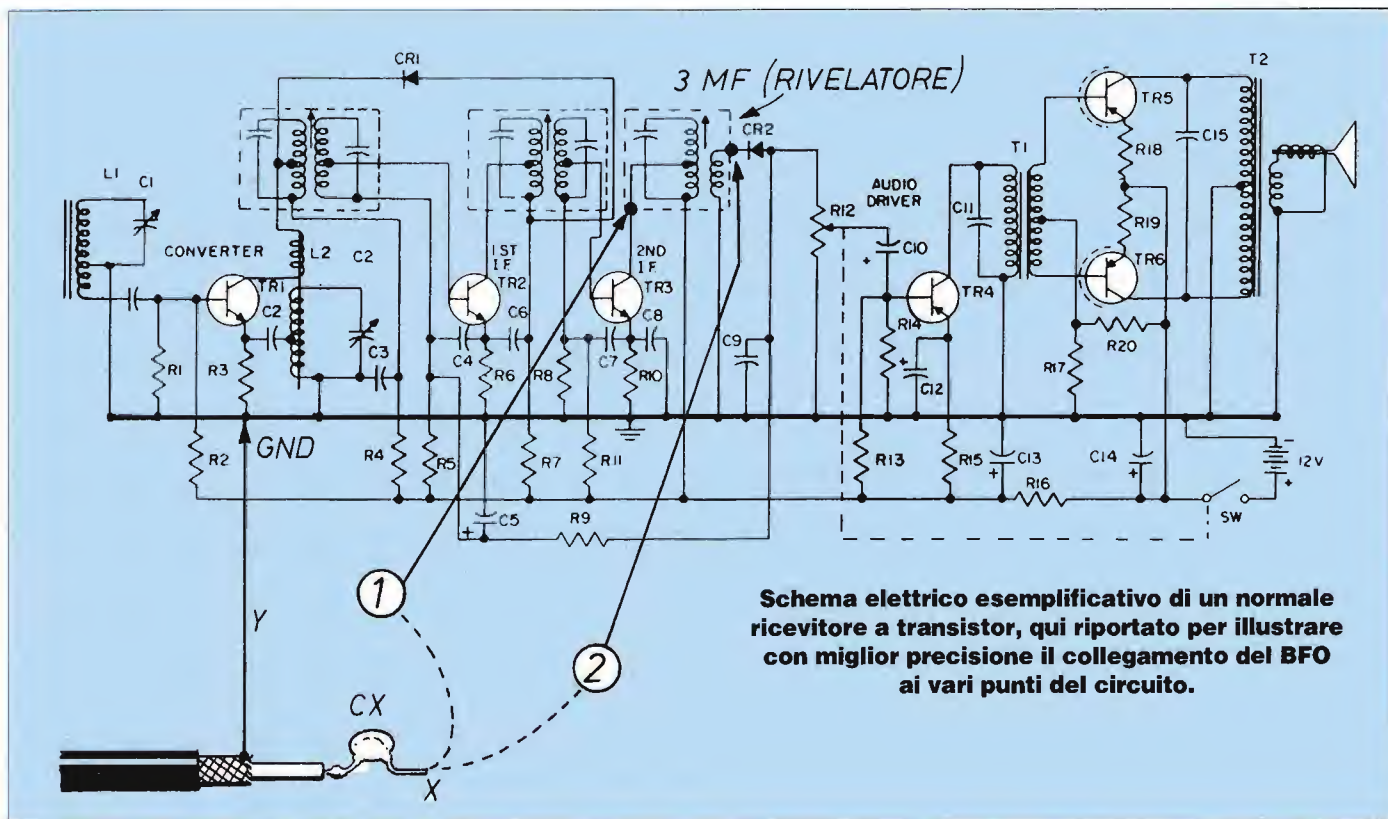 CR1
3 MF (RIVELATORE)
T2
TR5
CR2
C15
R18
L1
C1
T1
AUDIO
DRIVER
R12
C11
R19
CONVERTER
L2
C2
1ST
I.F.
2ND
I F.
C10
+
TR6
TR1
TR2
TR3
TR4
C2
C3
C4
C6
C7
C8
C9
R14
R20
R1
R3
R6
R8
R10
+
C12
R17
GND
R2
R4
R5
R7
R11
R13
R15
C13
+
C14
+
-
12V
+
R16
C5
+
R9
SW
1
Y
2
CX
X
Schema elettrico esemplificativo di un normale
ricevitore a transistor, qui riportato per illustrare
con miglior precisione il collegamento del BFO
ai vari punti del circuito.